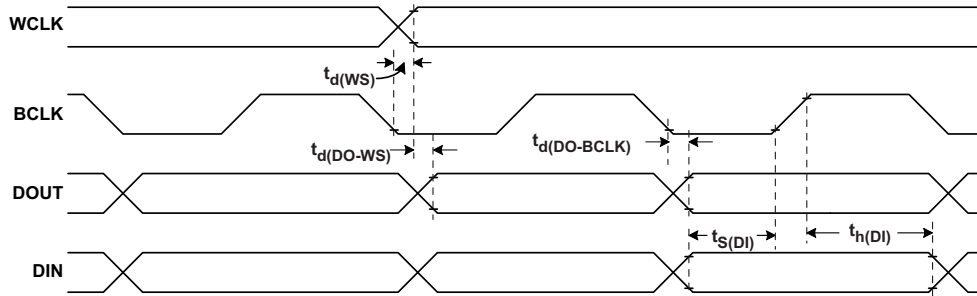 WCLK
td(WS)
BCLK
td(DO-WS)
td(DO-BCLK)
DOUT
tS(DI)
th(DI)
DIN